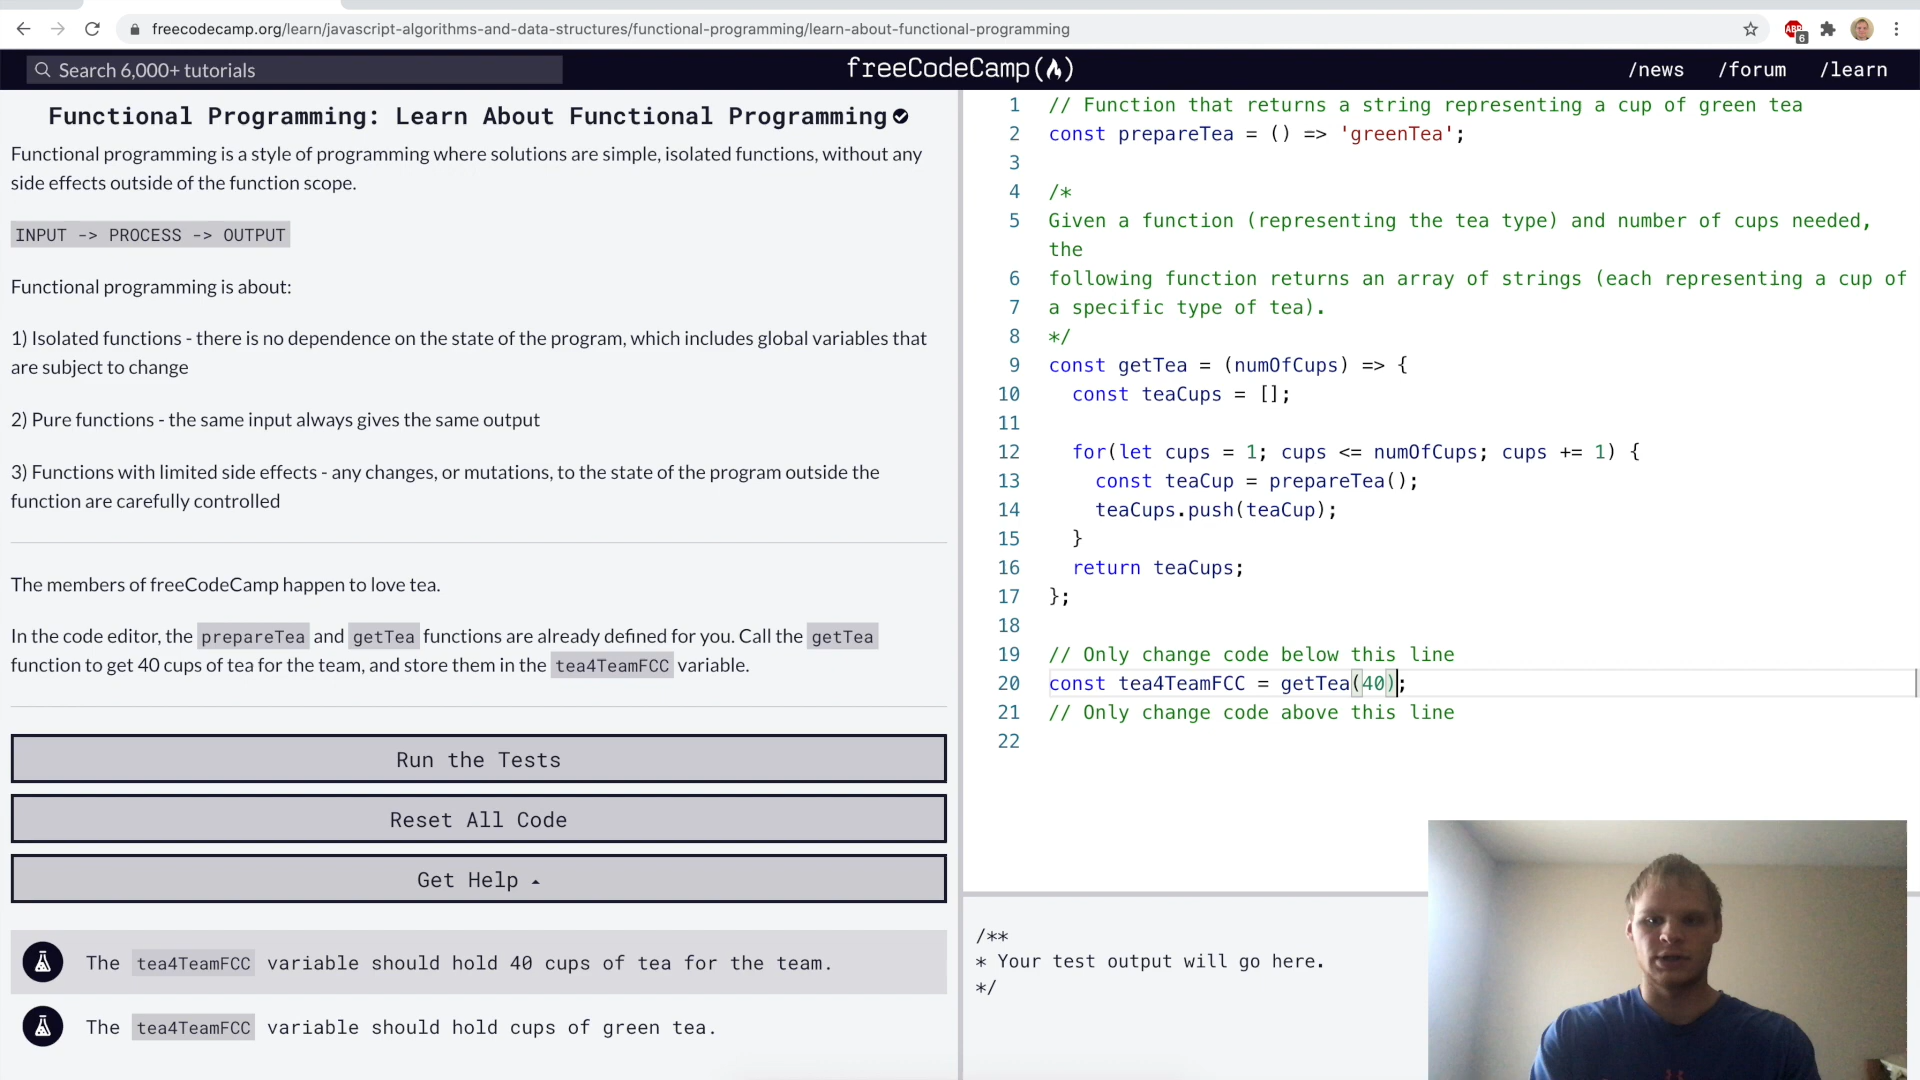 freecodecamp.org/learn/javascript-algorithms-and-data-structures/functional-programming/learn-about-functional-programming
ABP
6
Search 6,000+ tutorials
freeCodeCamp
/news
/forum
/learn
Functional Programming: Learn About Functional Programming
Functional programming is a style of programming where solutions are simple, isolated functions, without any
side effects outside of the function scope.
INPUT -> PROCESS -> OUTPUT
Functional programming is about:
1) Isolated functions - there is no dependence on the state of the program, which includes global variables that
are subject to change
2) Pure functions - the same input always gives the same output
3) Functions with limited side effects - any changes, or mutations, to the state of the program outside the
function are carefully controlled
The members of freeCodeCamp happen to love tea.
In the code editor, the prepareTea and getTea functions are already defined for you. Call the getTea
function to get 40 cups of tea for the team, and store them in the tea4TeamFCC variable.
Run the Tests
Reset All Code
Get Help
The tea4TeamFCC variable should hold 40 cups of tea for the team.
The tea4TeamFCC variable should hold cups of green tea.
1 // Function that returns a string representing a cup of green tea
2 const prepareTea = () => 'greenTea';
3
4 /*
5 Given a function (representing the tea type) and number of cups needed,
the
6 following function returns an array of strings (each representing a cup of
7 a specific type of tea).
8 */
9 const getTea = (numOfCups) => {
10 const teaCups = [];
11
12 for(let cups = 1; cups <= numOfCups; cups += 1) {
13 const teaCup = prepareTea();
14 teaCups.push(teaCup);
15 }
16 return teaCups;
17 };
18
19 // Only change code below this line
20 const tea4TeamFCC = getTea(40);
21 // Only change code above this line
22
/**
* Your test output will go here.
*/